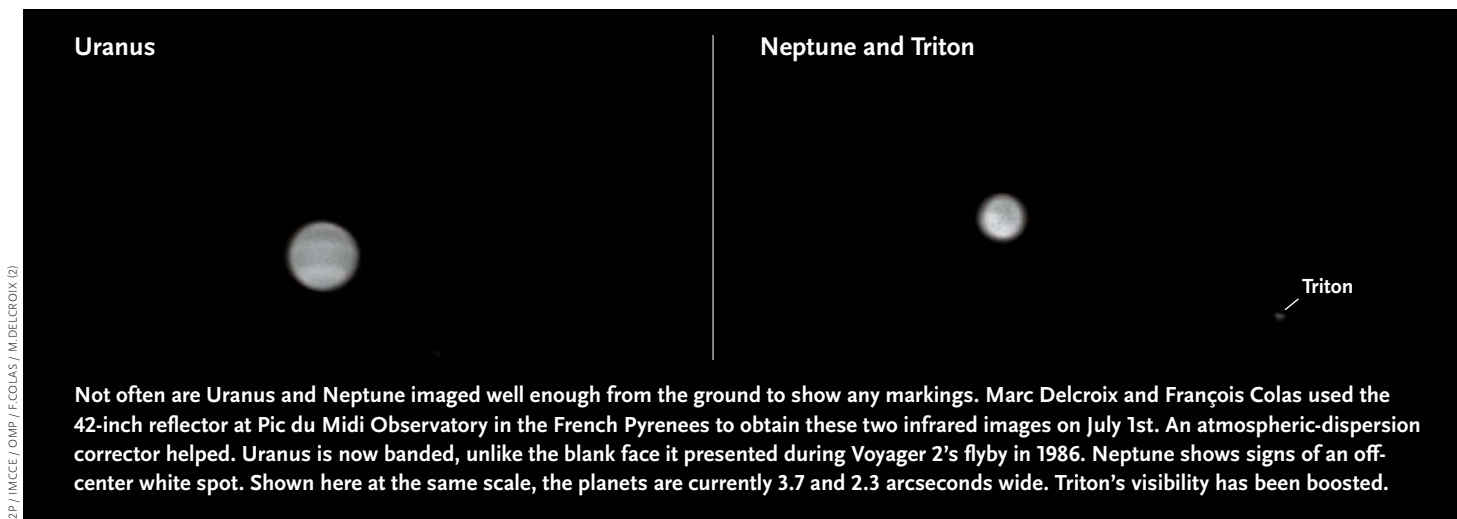 Uranus
Neptune and Triton
Triton
Not often are Uranus and Neptune imaged well enough from the ground to show any markings. Marc Delcroix and François Colas used the
42-inch reflector at Pic du Midi Observatory in the French Pyrenees to obtain these two infrared images on July 1st. An atmospheric-dispersion
corrector helped. Uranus is now banded, unlike the blank face it presented during Voyager 2’s flyby in 1986. Neptune shows signs of an off-
center white spot. Shown here at the same scale, the planets are currently 3.7 and 2.3 arcseconds wide. Triton’s visibility has been boosted.
2P / IMCCE / OMP / F.COLAS / M.DELCROIX (2)